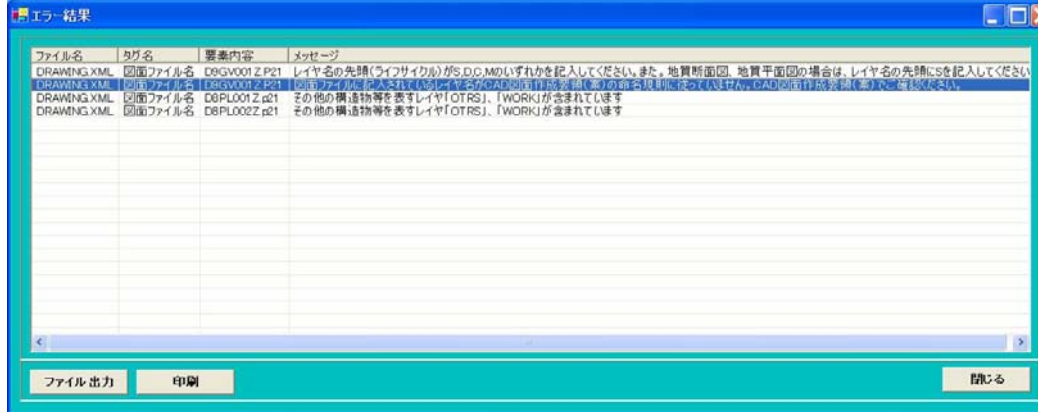 エラー結果
ファイル名 タグ名 要素内容 メッセージ
DRAWING.XML 図面ファイル名 D9GV001Z.P21 レイヤ名の先頭(ライフサイクル)がS,D,C,Mのいずれかを記入してください。また。地質断面図、地質平面図の場合は、レイヤ名の先頭にSを記入してください
DRAWING.XML 図面ファイル名 D8GV001Z.P21 図面ファイルに記入されているレイヤ名がCAD図面作成要領(案)の命名規則に従っていません。CAD図面作成要領(案)でご確認ください。
DRAWING.XML 図面ファイル名 D8PL001Z.p21 その他の構造物等を表すレイヤ「OTRS」、「WORK」が含まれています
DRAWING.XML 図面ファイル名 D8PL002Z.p21 その他の構造物等を表すレイヤ「OTRS」、「WORK」が含まれています
ファイル出力 印刷 閉じる